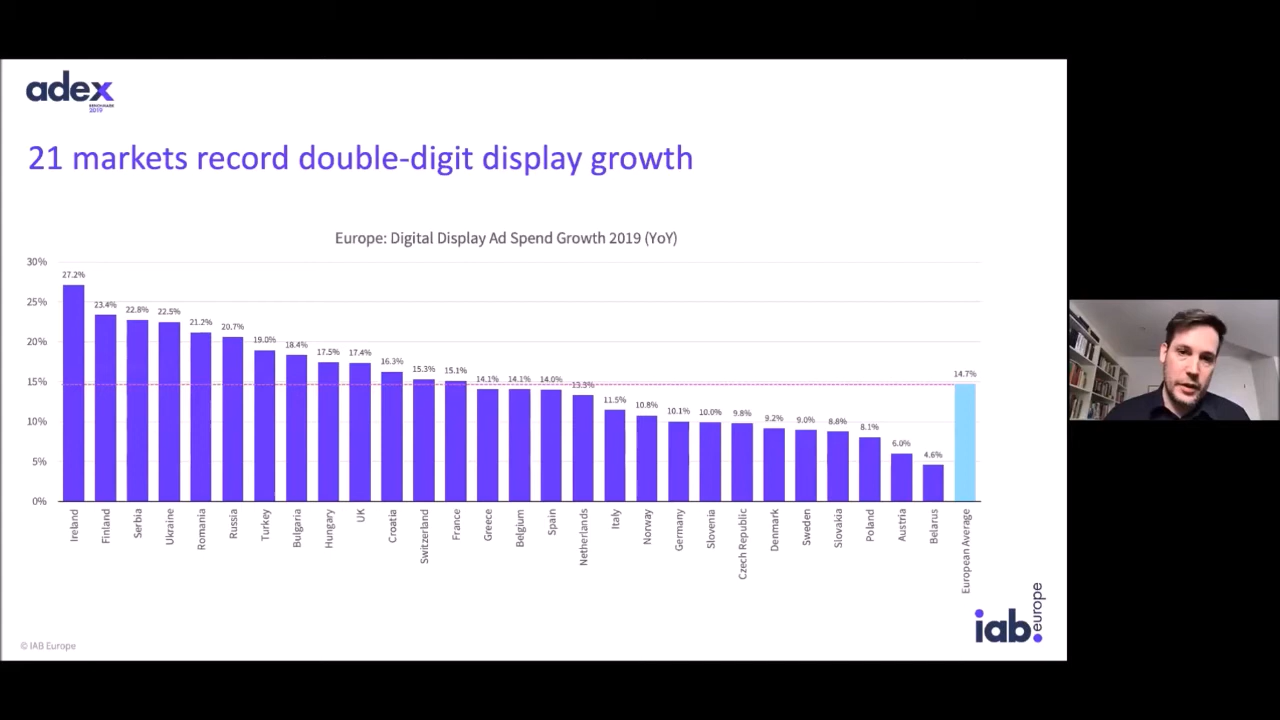 adex
BENCHMARK
2019
21 markets record double-digit display growth
Europe: Digital Display Ad Spend Growth 2019 (YoY)
30%
25%
20%
15%
10%
5%
0%
27.2%
23.4%
22.8%
22.5%
21.2%
20.7%
19.0%
18.4%
17.5%
17.4%
16.3%
15.3%
15.1%
14.1%
14.1%
14.0%
13.3%
11.5%
10.8%
10.1%
10.0%
9.8%
9.2%
9.0%
8.8%
8.1%
6.0%
4.6%
14.7%
Ireland
Finland
Serbia
Ukraine
Romania
Russia
Turkey
Bulgaria
Hungary
UK
Croatia
Switzerland
France
Greece
Belgium
Spain
Netherlands
Italy
Norway
Germany
Slovenia
Czech Republic
Denmark
Sweden
Slovakia
Poland
Austria
Belarus
European Average
© IAB Europe
iab.europe